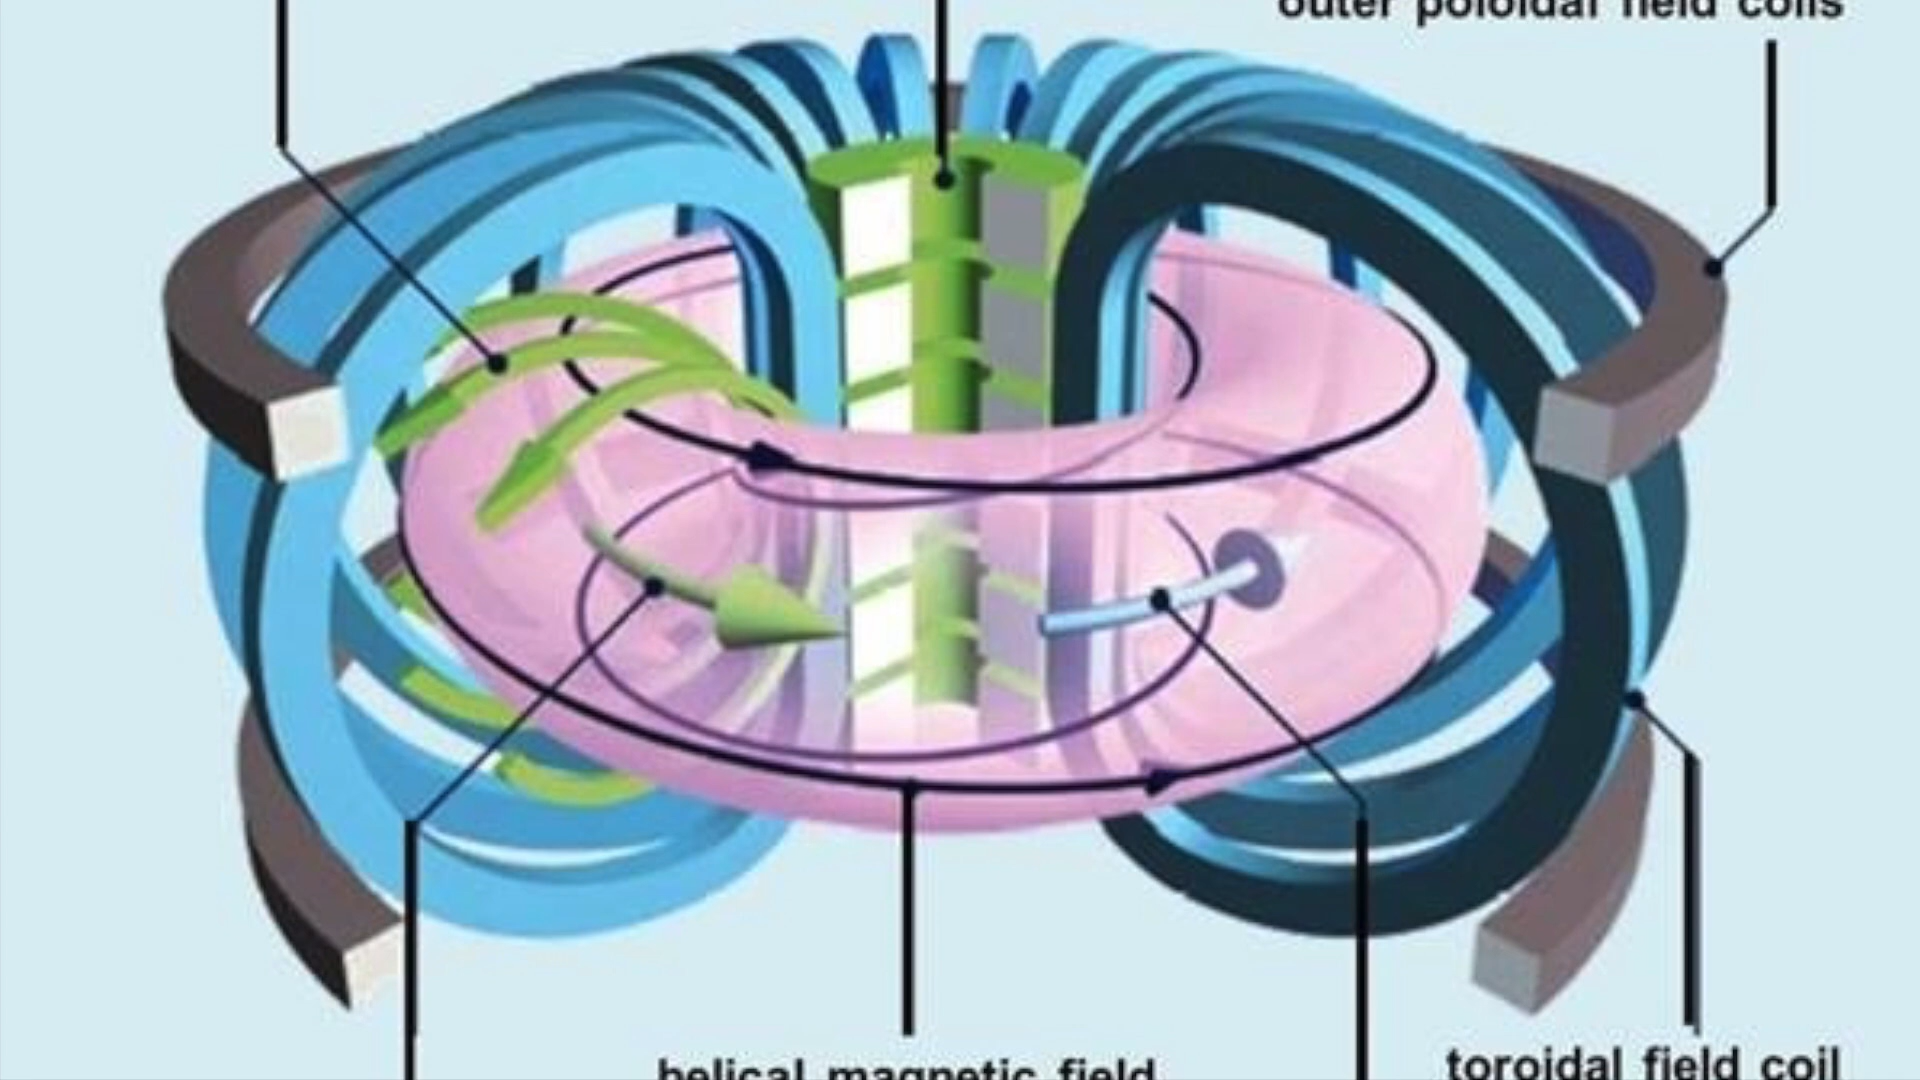 outer poloidal field coils
helical magnetic field
toroidal field coil